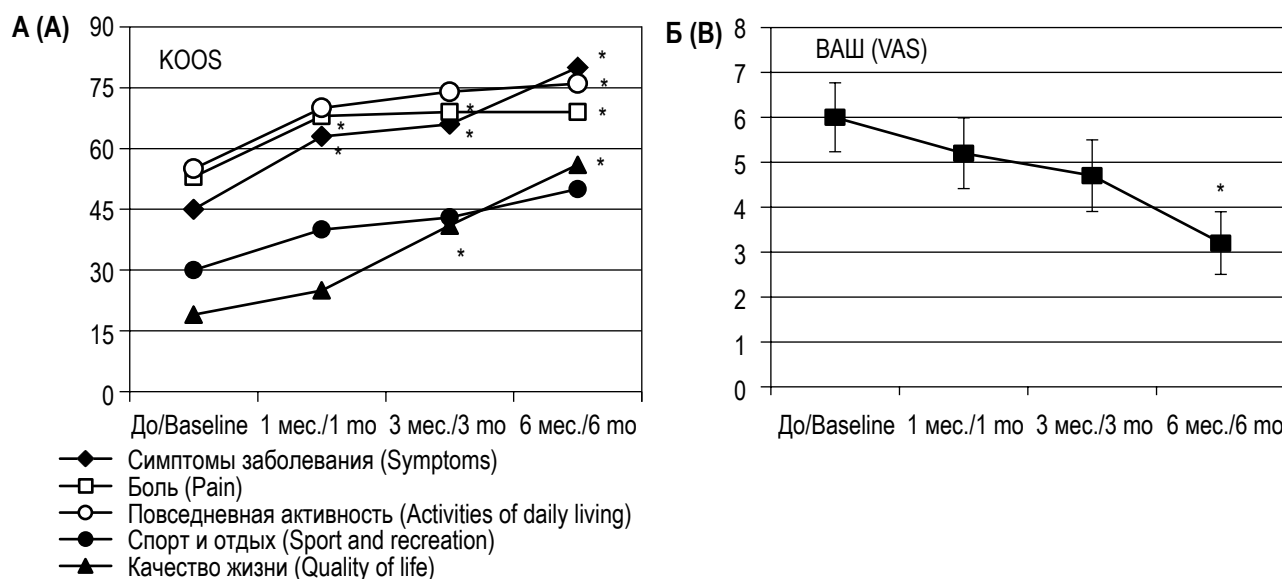 А (A)
KOOS
90
75
60
45
30
15
0
* * * * * * * * * *
До/Baseline 1 мес./1 mo 3 мес./3 mo 6 мес./6 mo
Симптомы заболевания (Symptoms)
Боль (Pain)
Повседневная активность (Activities of daily living)
Спорт и отдых (Sport and recreation)
Качество жизни (Quality of life)
Б (B)
ВАШ (VAS)
8
7
6
5
4
3
2
1
0
*
До/Baseline 1 мес./1 mo 3 мес./3 mo 6 мес./6 mo